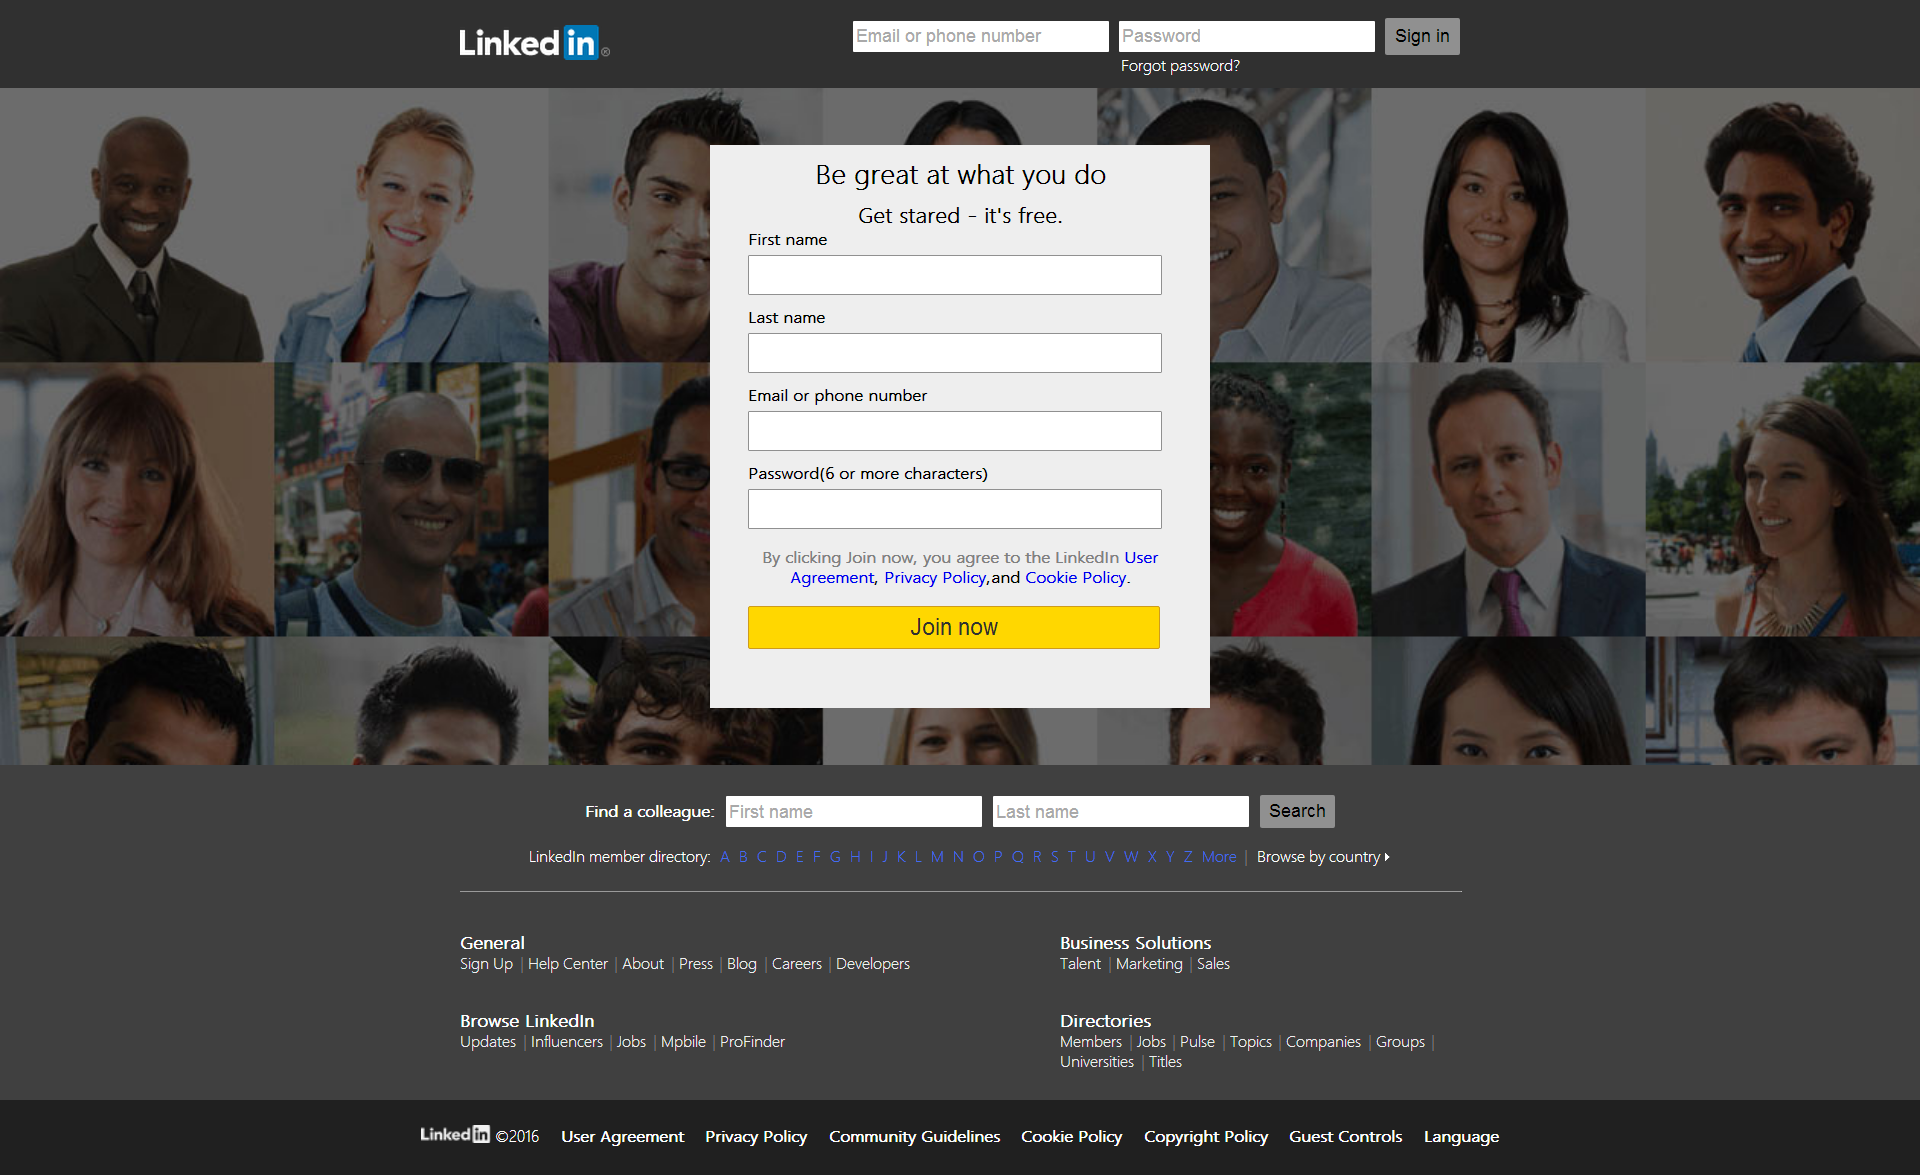 Linked in ®
Email or phone number
Password
Sign in
Forgot password?
Be great at what you do
Get stared - it's free.
First name
Last name
Email or phone number
Password(6 or more characters)
By clicking Join now, you agree to the LinkedIn User
Agreement, Privacy Policy,and Cookie Policy.
Join now
Find a colleague: First name Last name Search
LinkedIn member directory: A B C D E F G H I J K L M N O P Q R S T U V W X Y Z More | Browse by country
General
Sign Up | Help Center | About | Press | Blog | Careers | Developers
Business Solutions
Talent | Marketing | Sales
Browse LinkedIn
Updates | Influencers | Jobs | Mpbile | ProFinder
Directories
Members | Jobs | Pulse | Topics | Companies | Groups |
Universities | Titles
Linked in ©2016 User Agreement Privacy Policy Community Guidelines Cookie Policy Copyright Policy Guest Controls Language